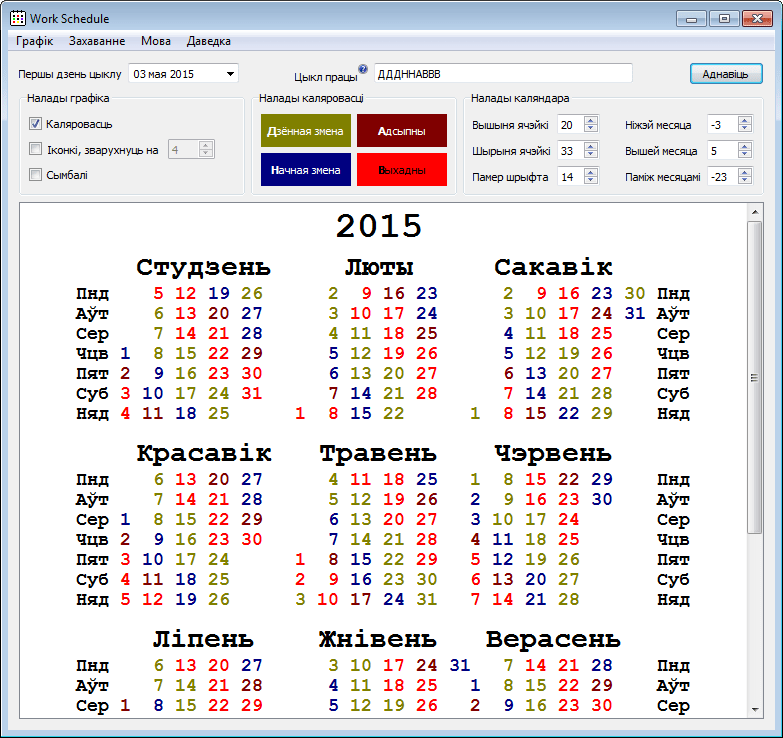 Work Schedule
Графік Захаванне Мова Даведка
Першы дзень цыклу 03 мая 2015 Цыкл працы ? ДДДННАВВВ Аднавіць
Налады графіка Налады каляровасці Налады каляндара
Каляровасць Дзённая змена Адсыпны Вышыня ячэйкі 20 Ніжэй месяца -3
Іконкі, зварухнуць на 4 Начная змена Выхадны Шырыня ячэйкі 33 Вышей месяца 5
Сымбалі Памер шрыфта 14 Паміж месяцамі -23
2015
Студзень Люты Сакавік
Пнд 5 12 19 26 2 9 16 23 2 9 16 23 30 Пнд
Аўт 6 13 20 27 3 10 17 24 3 10 17 24 31 Аўт
Сер 7 14 21 28 4 11 18 25 4 11 18 25 Сер
Чцв 1 8 15 22 29 5 12 19 26 5 12 19 26 Чцв
Пят 2 9 16 23 30 6 13 20 27 6 13 20 27 Пят
Суб 3 10 17 24 31 7 14 21 28 7 14 21 28 Суб
Няд 4 11 18 25 1 8 15 22 1 8 15 22 29 Няд
Красавік Травень Чэрвень
Пнд 6 13 20 27 4 11 18 25 1 8 15 22 29 Пнд
Аўт 7 14 21 28 5 12 19 26 2 9 16 23 30 Аўт
Сер 1 8 15 22 29 6 13 20 27 3 10 17 24 Сер
Чцв 2 9 16 23 30 7 14 21 28 4 11 18 25 Чцв
Пят 3 10 17 24 1 8 15 22 29 5 12 19 26 Пят
Суб 4 11 18 25 2 9 16 23 30 6 13 20 27 Суб
Няд 5 12 19 26 3 10 17 24 31 7 14 21 28 Няд
Ліпень Жнівень Верасень
Пнд 6 13 20 27 3 10 17 24 31 7 14 21 28 Пнд
Аўт 7 14 21 28 4 11 18 25 1 8 15 22 29 Аўт
Сер 1 8 15 22 29 5 12 19 26 2 9 16 23 30 Сер